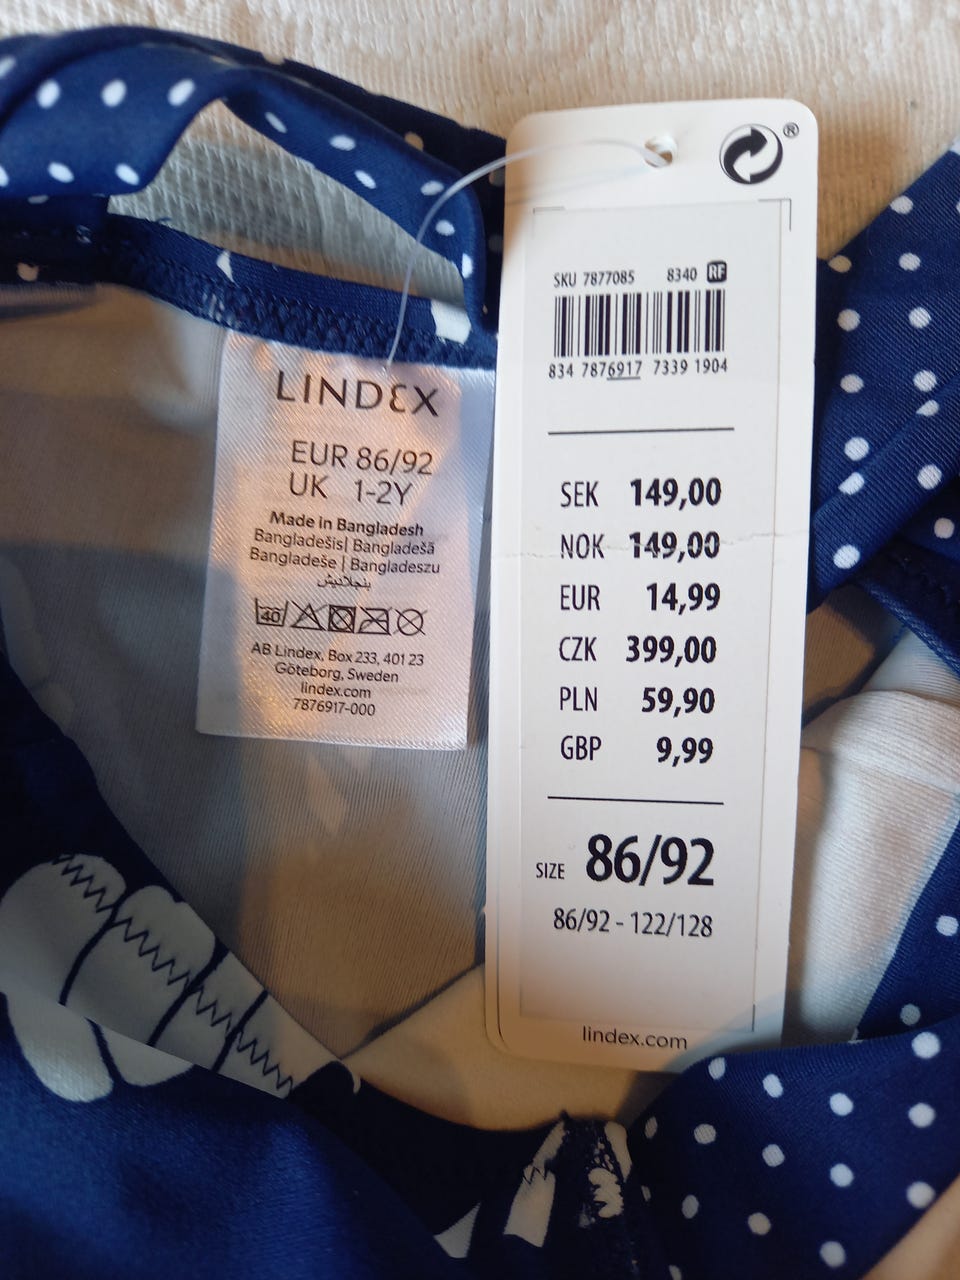 LINDEX
EUR 86/92
UK 1-2Y
Made in Bangladesh
Bangladešis| Bangladešā
Bangladeše | Bangladeszu
بنجلاديش
40
AB Lindex, Box 233, 401 23
Göteborg, Sweden
lindex.com
7876917-000
®
SKU 7877085 8340 RF
834 7876917 7339 1904
SEK 149,00
NOK 149,00
EUR 14,99
CZK 399,00
PLN 59,90
GBP 9,99
SIZE 86/92
86/92 - 122/128
lindex.com